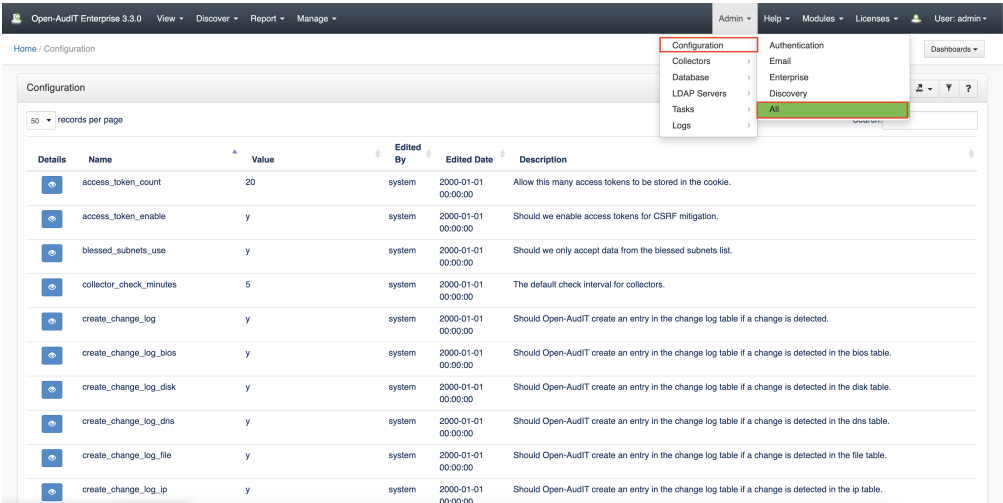 Open-AudIT Enterprise 3.3.0 View Discover Report Manage Admin Help Modules Licenses User: admin
Home / Configuration
Dashboards
Configuration
Collectors
Database
LDAP Servers
Tasks
Logs
Authentication
Email
Enterprise
Discovery
All
Configuration
?
50 records per page
Search:
Details Name Value Edited By Edited Date Description
access_token_count 20 system 2000-01-01 Allow this many access tokens to be stored in the cookie.
00:00:00
access_token_enable y system 2000-01-01 Should we enable access tokens for CSRF mitigation.
00:00:00
blessed_subnets_use y system 2000-01-01 Should we only accept data from the blessed subnets list.
00:00:00
collector_check_minutes 5 system 2000-01-01 The default check interval for collectors.
00:00:00
create_change_log y system 2000-01-01 Should Open-AudIT create an entry in the change log table if a change is detected.
00:00:00
create_change_log_bios y system 2000-01-01 Should Open-AudIT create an entry in the change log table if a change is detected in the bios table.
00:00:00
create_change_log_disk y system 2000-01-01 Should Open-AudIT create an entry in the change log table if a change is detected in the disk table.
00:00:00
create_change_log_dns y system 2000-01-01 Should Open-AudIT create an entry in the change log table if a change is detected in the dns table.
00:00:00
create_change_log_file y system 2000-01-01 Should Open-AudIT create an entry in the change log table if a change is detected in the file table.
00:00:00
create_change_log_ip y system 2000-01-01 Should Open-AudIT create an entry in the change log table if a change is detected in the ip table.
00:00:00